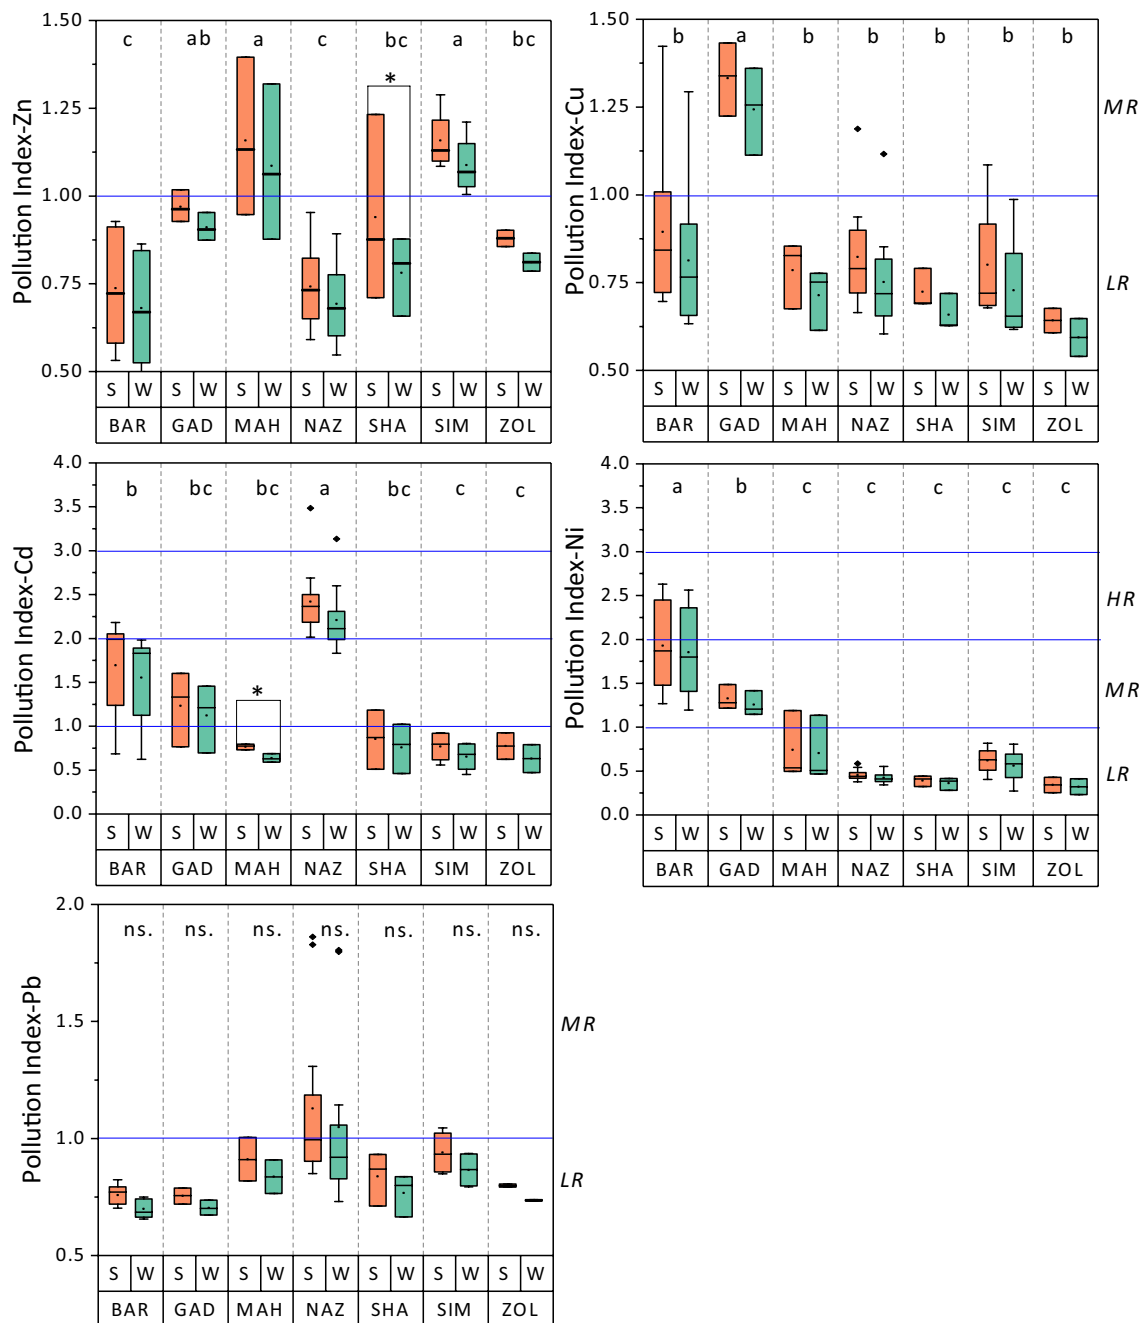 Pollution Index-Zn
1.50
1.25
1.00
0.75
0.50
c ab a c bc a bc
*
S W S W S W S W S W S W S W
BAR GAD MAH NAZ SHA SIM ZOL
Pollution Index-Cu
1.50
1.25
1.00
0.75
0.50
b a b b b b b
MR
LR
S W S W S W S W S W S W S W
BAR GAD MAH NAZ SHA SIM ZOL
Pollution Index-Cd
4.0
3.5
3.0
2.5
2.0
1.5
1.0
0.5
0.0
b bc bc a bc c c
*
S W S W S W S W S W S W S W
BAR GAD MAH NAZ SHA SIM ZOL
Pollution Index-Ni
4.0
3.5
3.0
2.5
2.0
1.5
1.0
0.5
0.0
a b c c c c c
HR
MR
LR
S W S W S W S W S W S W S W
BAR GAD MAH NAZ SHA SIM ZOL
Pollution Index-Pb
2.0
1.5
1.0
0.5
ns. ns. ns. ns. ns. ns. ns.
MR
LR
S W S W S W S W S W S W S W
BAR GAD MAH NAZ SHA SIM ZOL